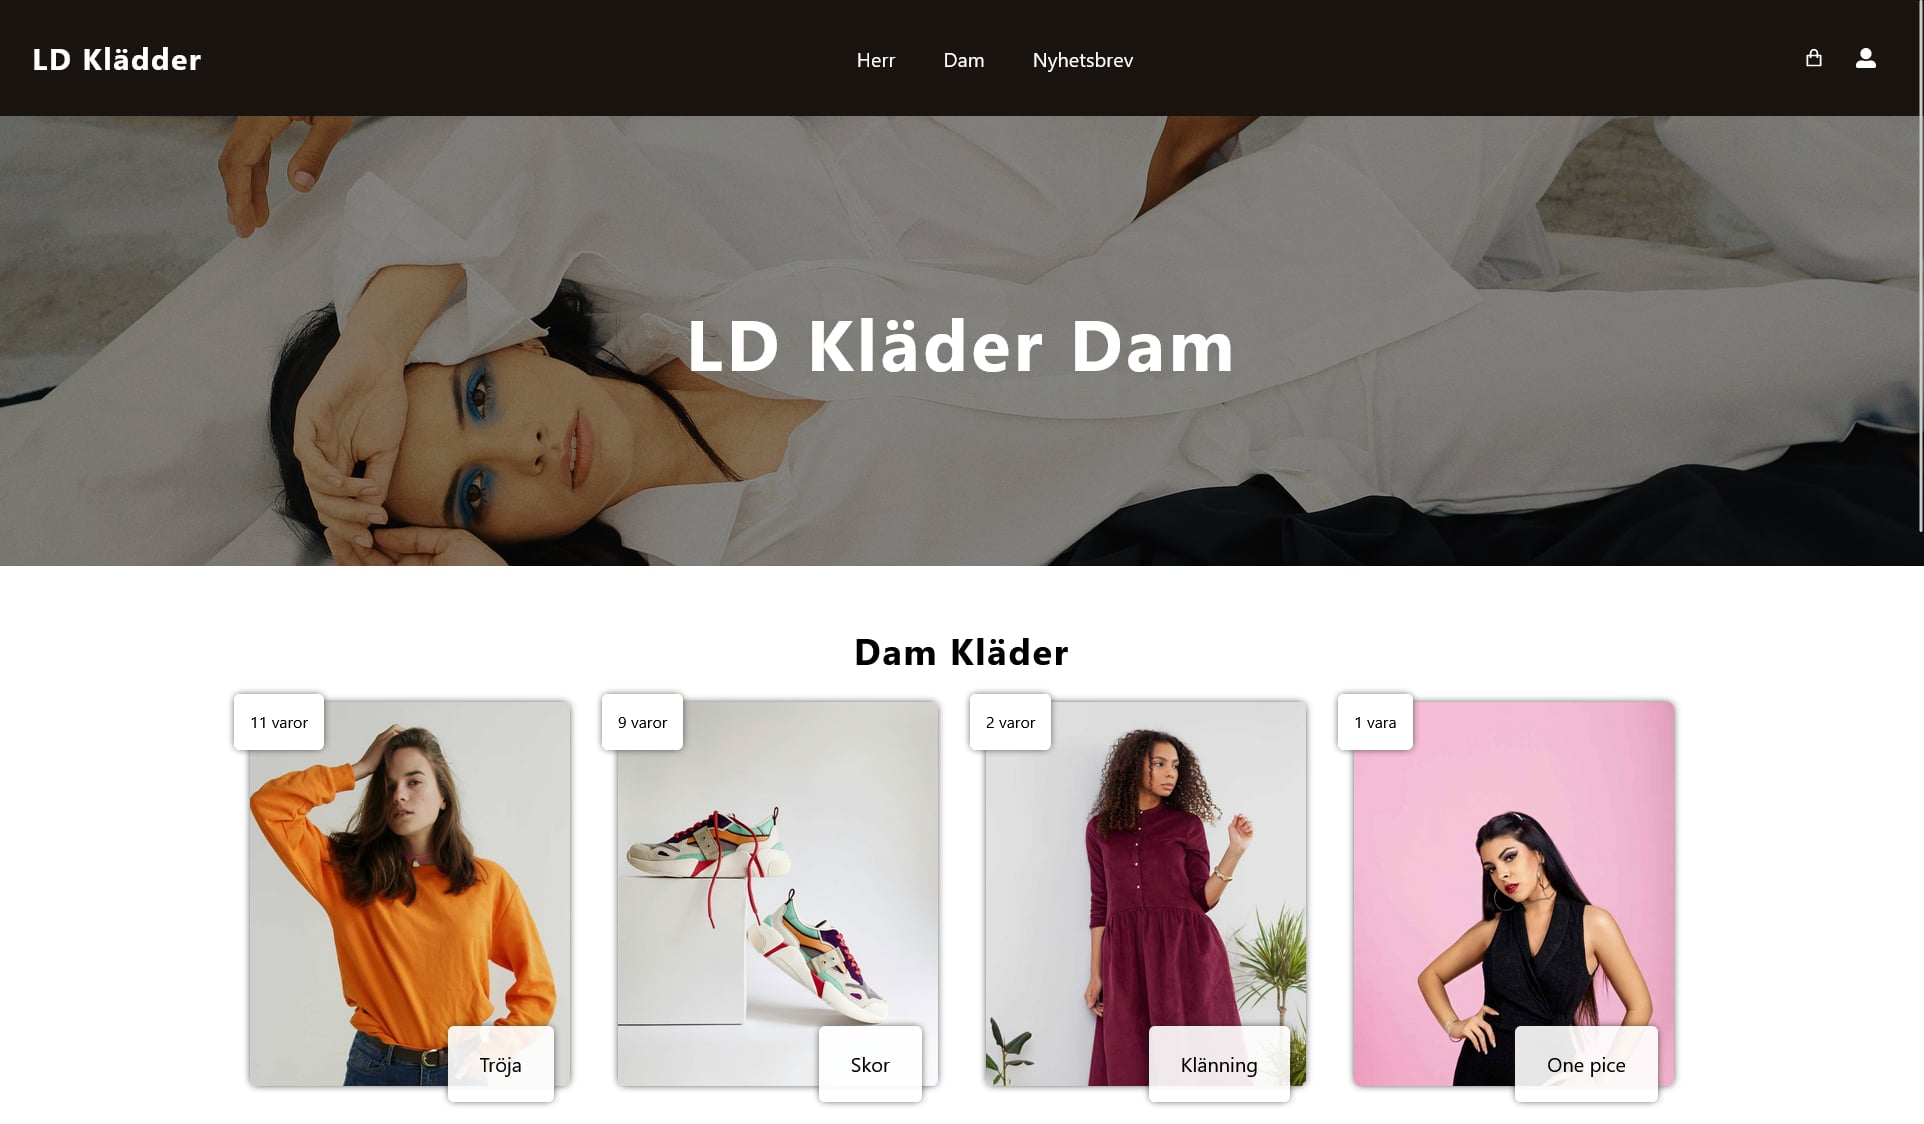 LD Klädder
Herr
Dam
Nyhetsbrev
LD Kläder Dam
Dam Kläder
11 varor
9 varor
2 varor
1 vara
Tröja
Skor
Klänning
One pice